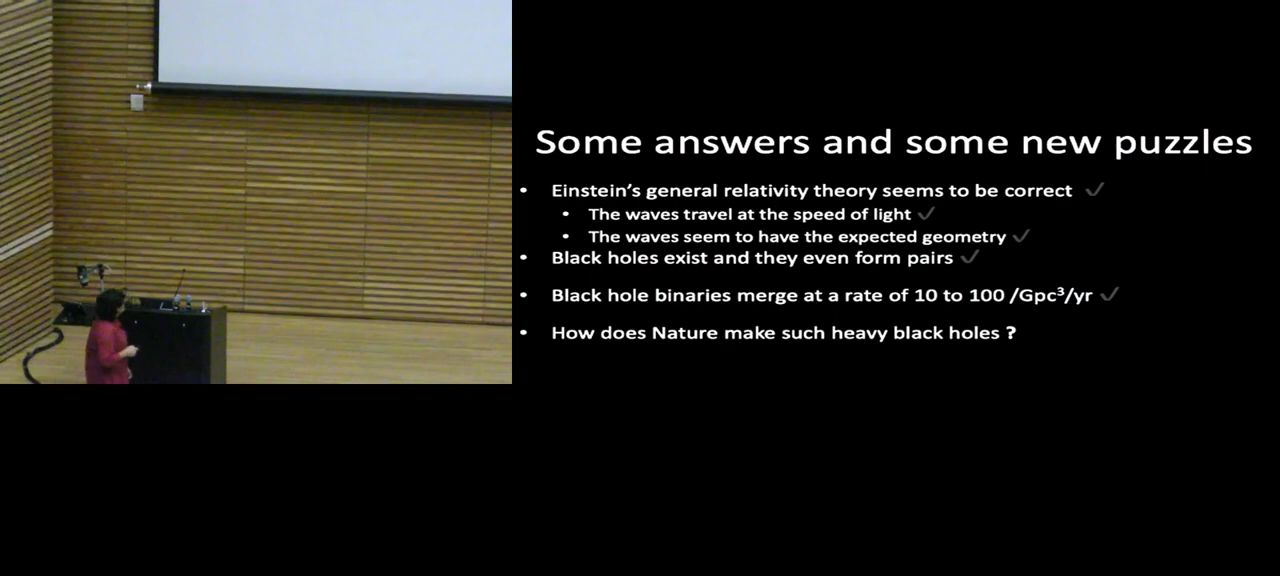 Some answers and some new puzzles
• Einstein's general relativity theory seems to be correct ✓
• The waves travel at the speed of light ✓
• The waves seem to have the expected geometry ✓
• Black holes exist and they even form pairs ✓
• Black hole binaries merge at a rate of 10 to 100 /Gpc³/yr ✓
• How does Nature make such heavy black holes ?